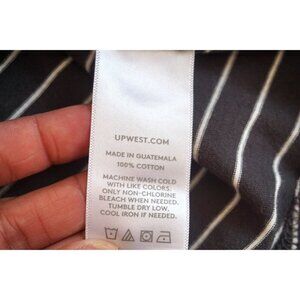 UPWEST.COM
MADE IN GUATEMALA
100% COTTON
MACHINE WASH COLD
WITH LIKE COLORS.
ONLY NON-CHLORINE
BLEACH WHEN NEEDED.
TUMBLE DRY LOW.
COOL IRON IF NEEDED.